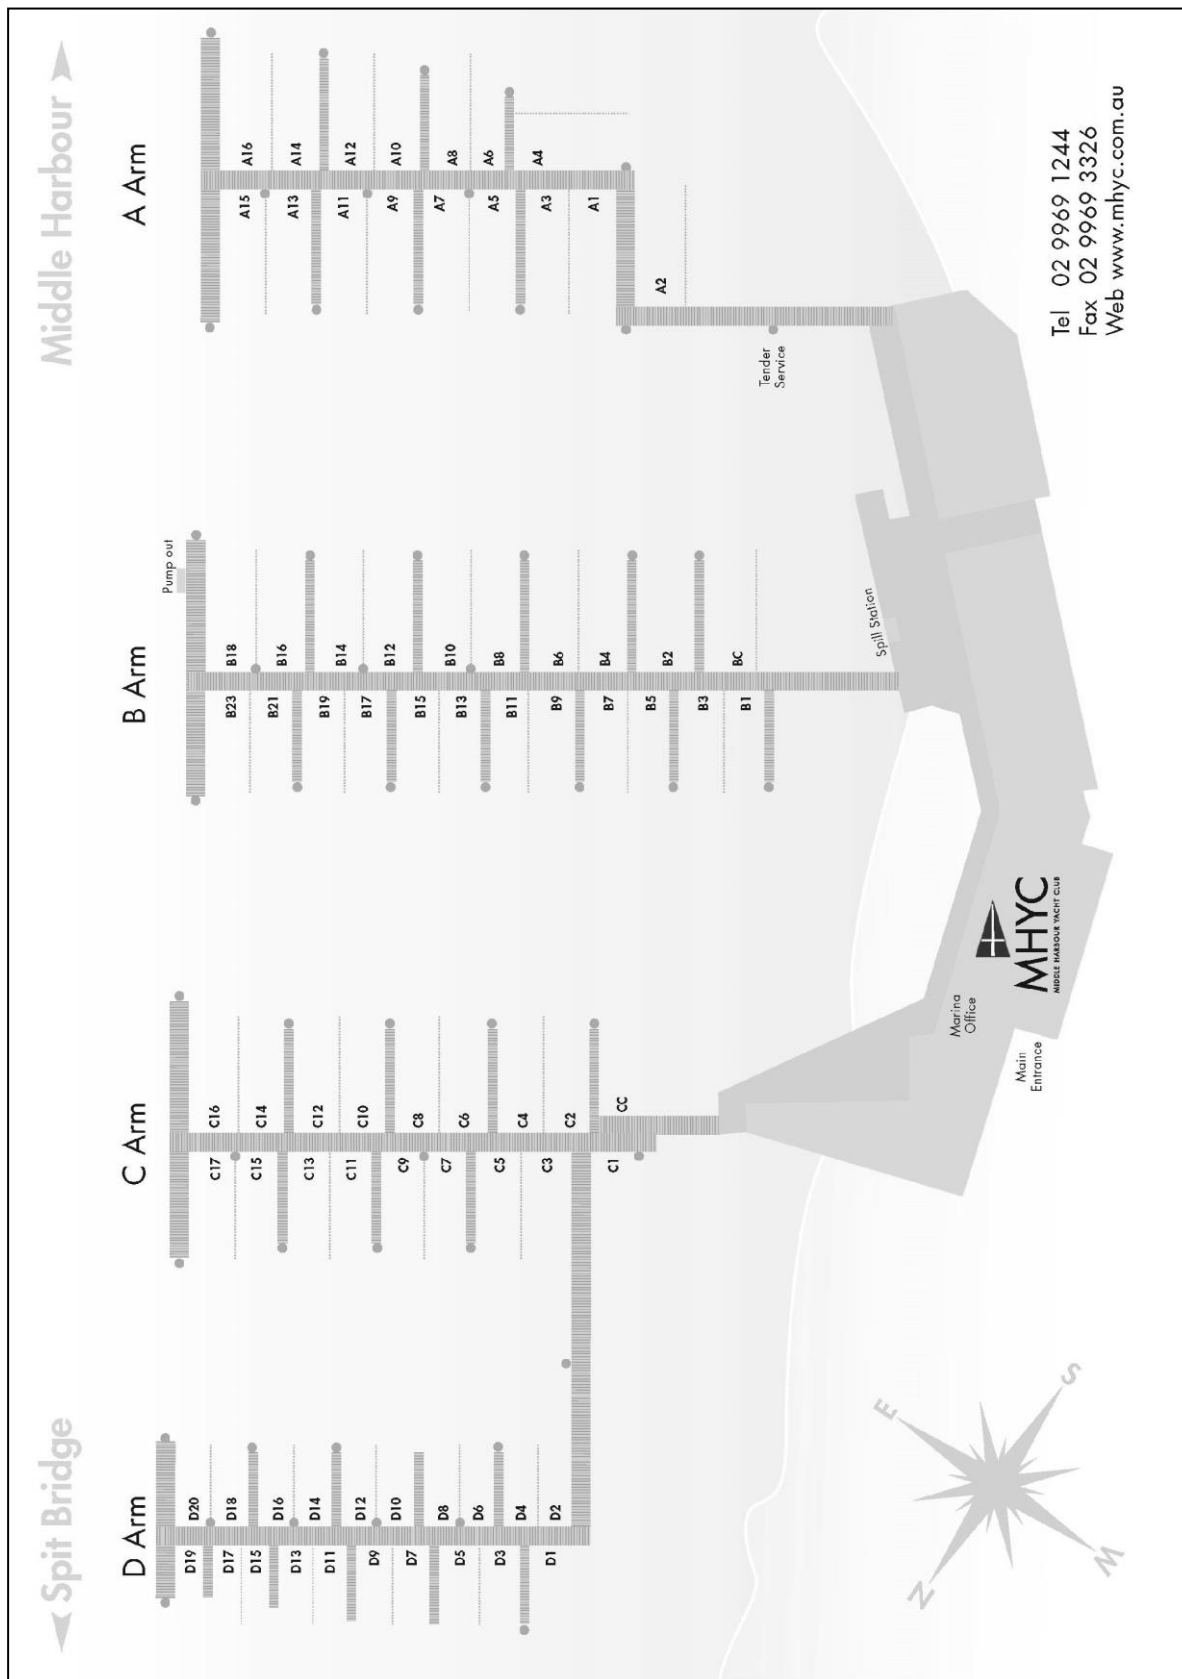 Spit Bridge
Middle Harbour
D Arm
C Arm
B Arm
A Arm
D19
D20
D17
D18
D15
D16
D13
D14
D11
D12
D9
D10
D7
D8
D5
D6
D3
D4
D1
D2
C17
C16
C15
C14
C13
C12
C11
C10
C9
C8
C7
C6
C5
C4
C3
C2
C1
CC
Pump out
B23
B18
B21
B16
B19
B14
B17
B12
B15
B10
B13
B8
B11
B6
B9
B4
B7
B2
B5
BC
B3
B1
A15
A16
A13
A14
A11
A12
A9
A10
A7
A8
A5
A6
A3
A4
A1
A2
Tender
Service
Spill Station
Marina
Office
Main
Entrance
MHYC
MIDDLE HARBOUR YACHT CLUB
N
E
S
W
Tel 02 9969 1244
Fax 02 9969 3326
Web www.mhyc.com.au